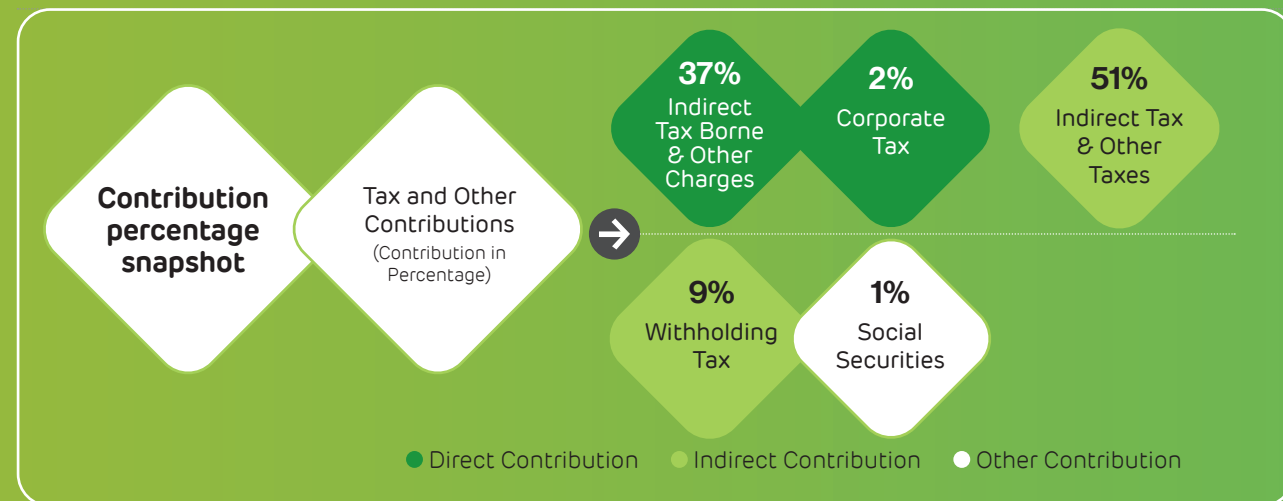 Contribution
percentage
snapshot
Tax and Other
Contributions
(Contribution in
Percentage)
37%
Indirect
Tax Borne
& Other
Charges
2%
Corporate
Tax
51%
Indirect Tax
& Other
Taxes
9%
Withholding
Tax
1%
Social
Securities
Direct Contribution
Indirect Contribution
Other Contribution